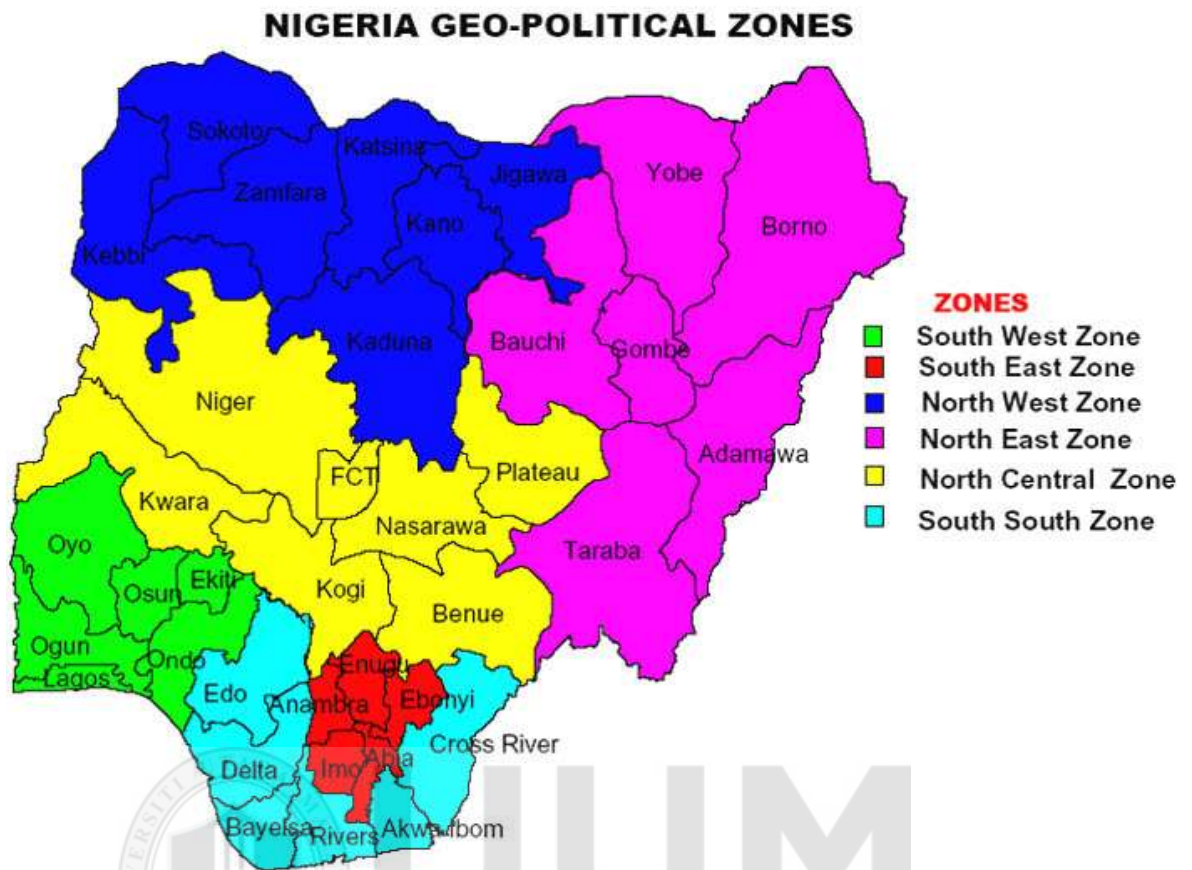 NIGERIA GEO-POLITICAL ZONES
Sokoto
Katsina
Jigawa
Yobe
Zamfara
Kano
Borno
Kebbi
Kaduna
Bauchi
Gombe
Niger
Adamawa
FCT
Plateau
Kwara
Nasarawa
Oyo
Taraba
Osun
Ekiti
Kogi
Benue
Ogun
Ondo
Lagos
Enugu
Edo
Anambra
Ebonyi
Cross River
Delta
Imo
Abia
Bayelsa
Rivers
Akwa-Ibom
ZONES
South West Zone
South East Zone
North West Zone
North East Zone
North Central Zone
South South Zone